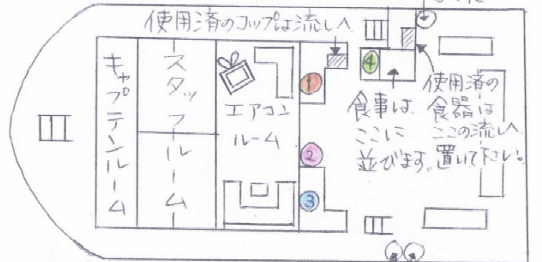 使用済のコップは流しへ
キャプテンルーム
スタッフルーム
エアコン
ルーム
①
②
③
④
食事は
ここに
並びます。
使用済の
食器は
ここの流しへ
置いて下さい。